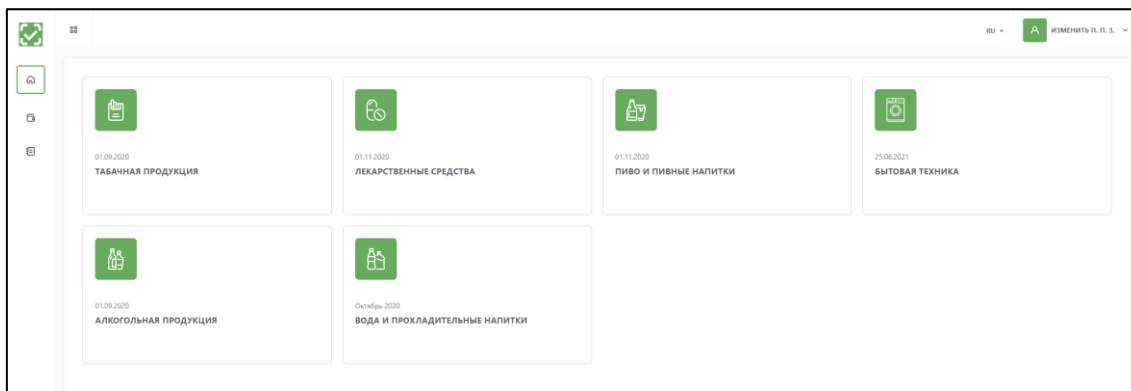 RU
ИЗМЕНИТЬ П. П. З.
01.09.2020
ТАБАЧНАЯ ПРОДУКЦИЯ
01.11.2020
ЛЕКАРСТВЕННЫЕ СРЕДСТВА
01.11.2020
ПИВО И ПИВНЫЕ НАПИТКИ
25.06.2021
БЫТОВАЯ ТЕХНИКА
01.09.2020
АЛКОГОЛЬНАЯ ПРОДУКЦИЯ
Октябрь 2020
ВОДА И ПРОХЛАДИТЕЛЬНЫЕ НАПИТКИ